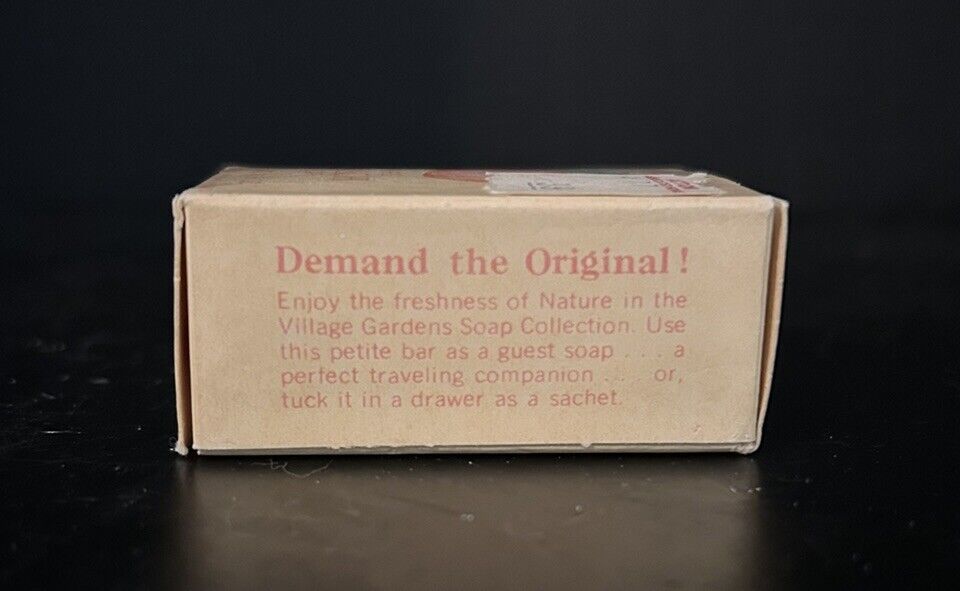 Demand the Original!
Enjoy the freshness of Nature in the
Village Gardens Soap Collection. Use
this petite bar as a guest soap . . . a
perfect traveling companion . . . or,
tuck it in a drawer as a sachet.